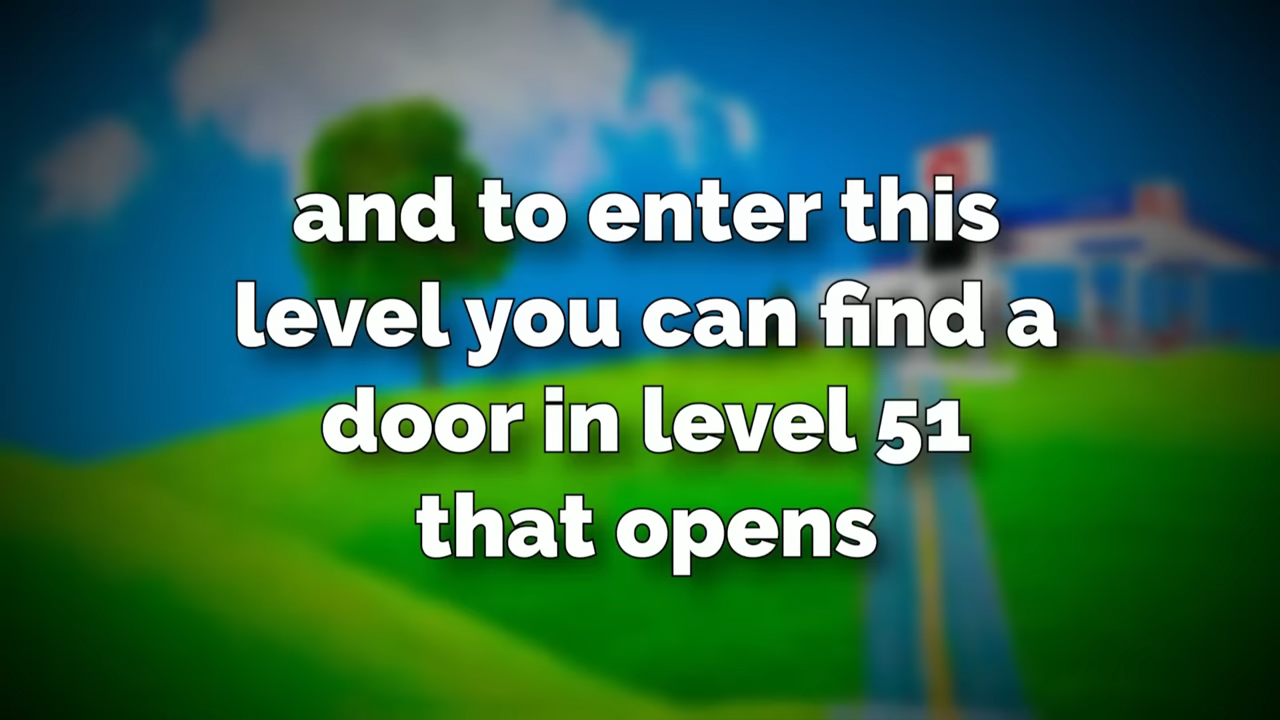 and to enter this
level you can find a
door in level 51
that opens